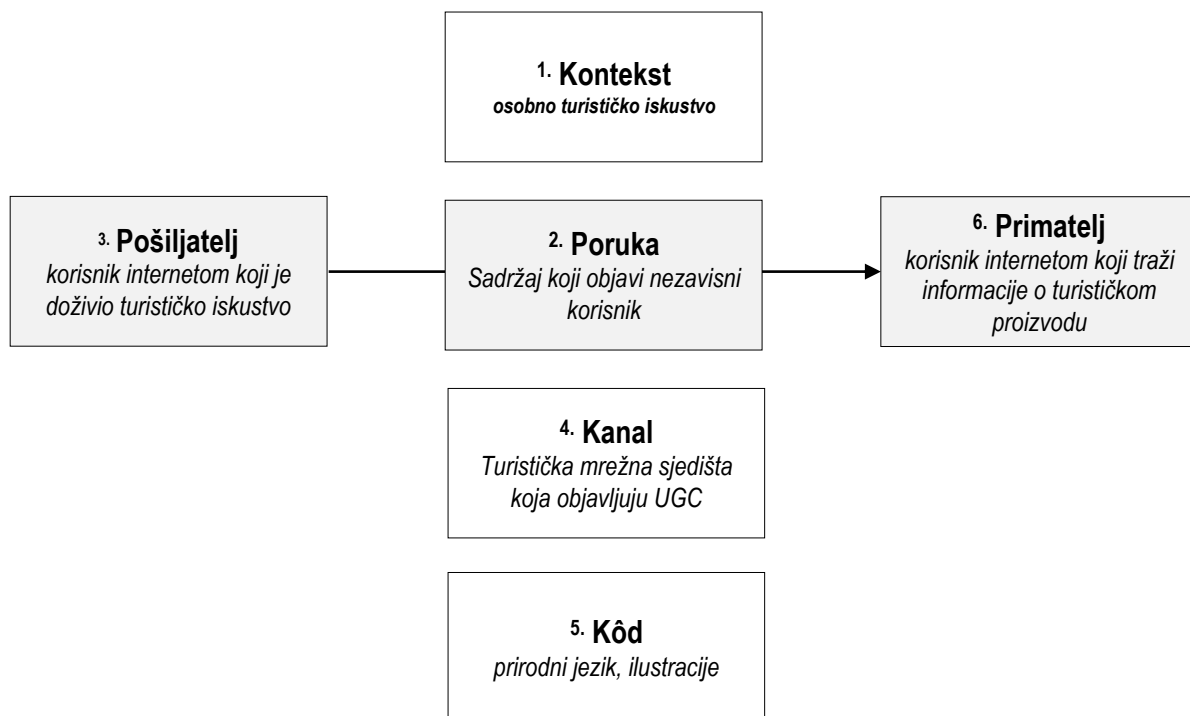 1. Kontekst
osobno turističko iskustvo
3. Pošiljatelj
korisnik internetom koji je
doživio turističko iskustvo
2. Poruka
Sadržaj koji objavi nezavisni
korisnik
6. Primatelj
korisnik internetom koji traži
informacije o turističkom
proizvodu
4. Kanal
Turistička mrežna sjedišta
koja objavljuju UGC
5. Kôd
prirodni jezik, ilustracije